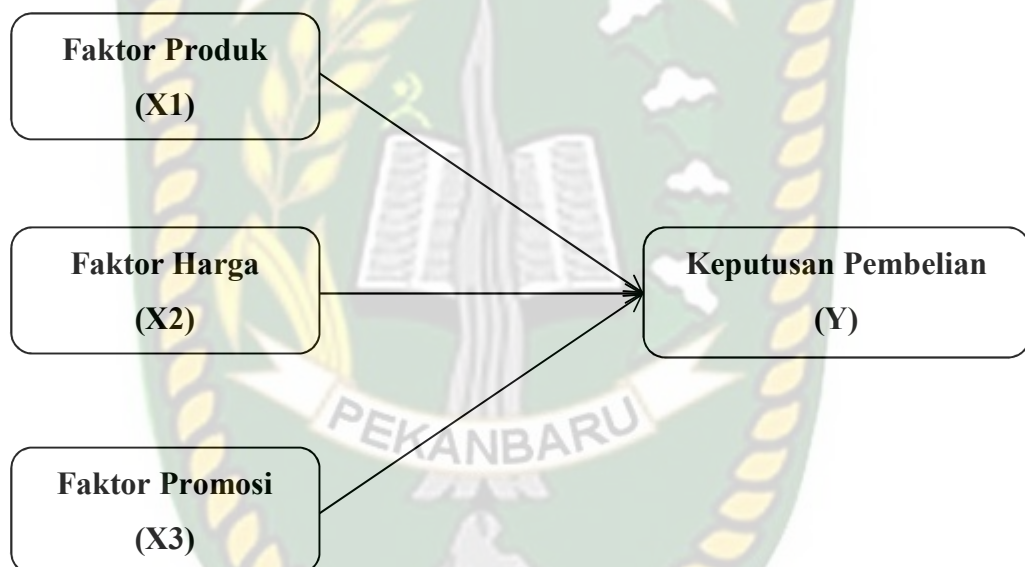 Faktor Produk
(X1)
Faktor Harga
(X2)
Keputusan Pembelian
(Y)
PEKANBARU
Faktor Promosi
(X3)